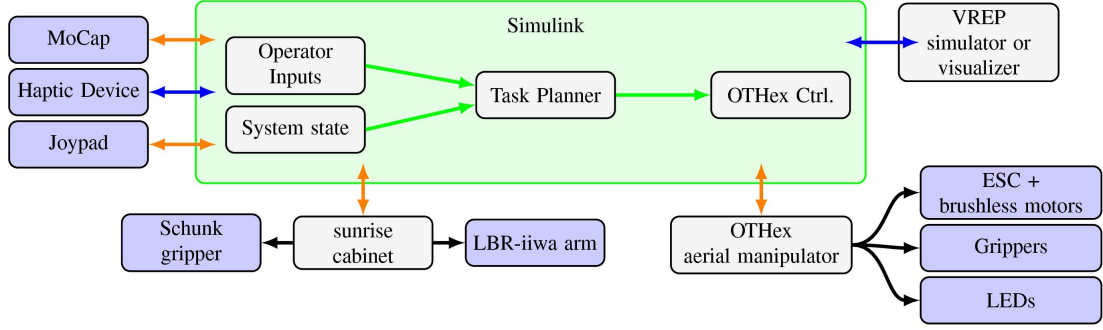 Simulink
MoCap
Haptic Device
Joypad
Operator
Inputs
System state
Task Planner
OTHex Ctrl.
VREP
simulator or
visualizer
Schunk
gripper
sunrise
cabinet
LBR-iiwa arm
OTHex
aerial manipulator
ESC +
brushless motors
Grippers
LEDs